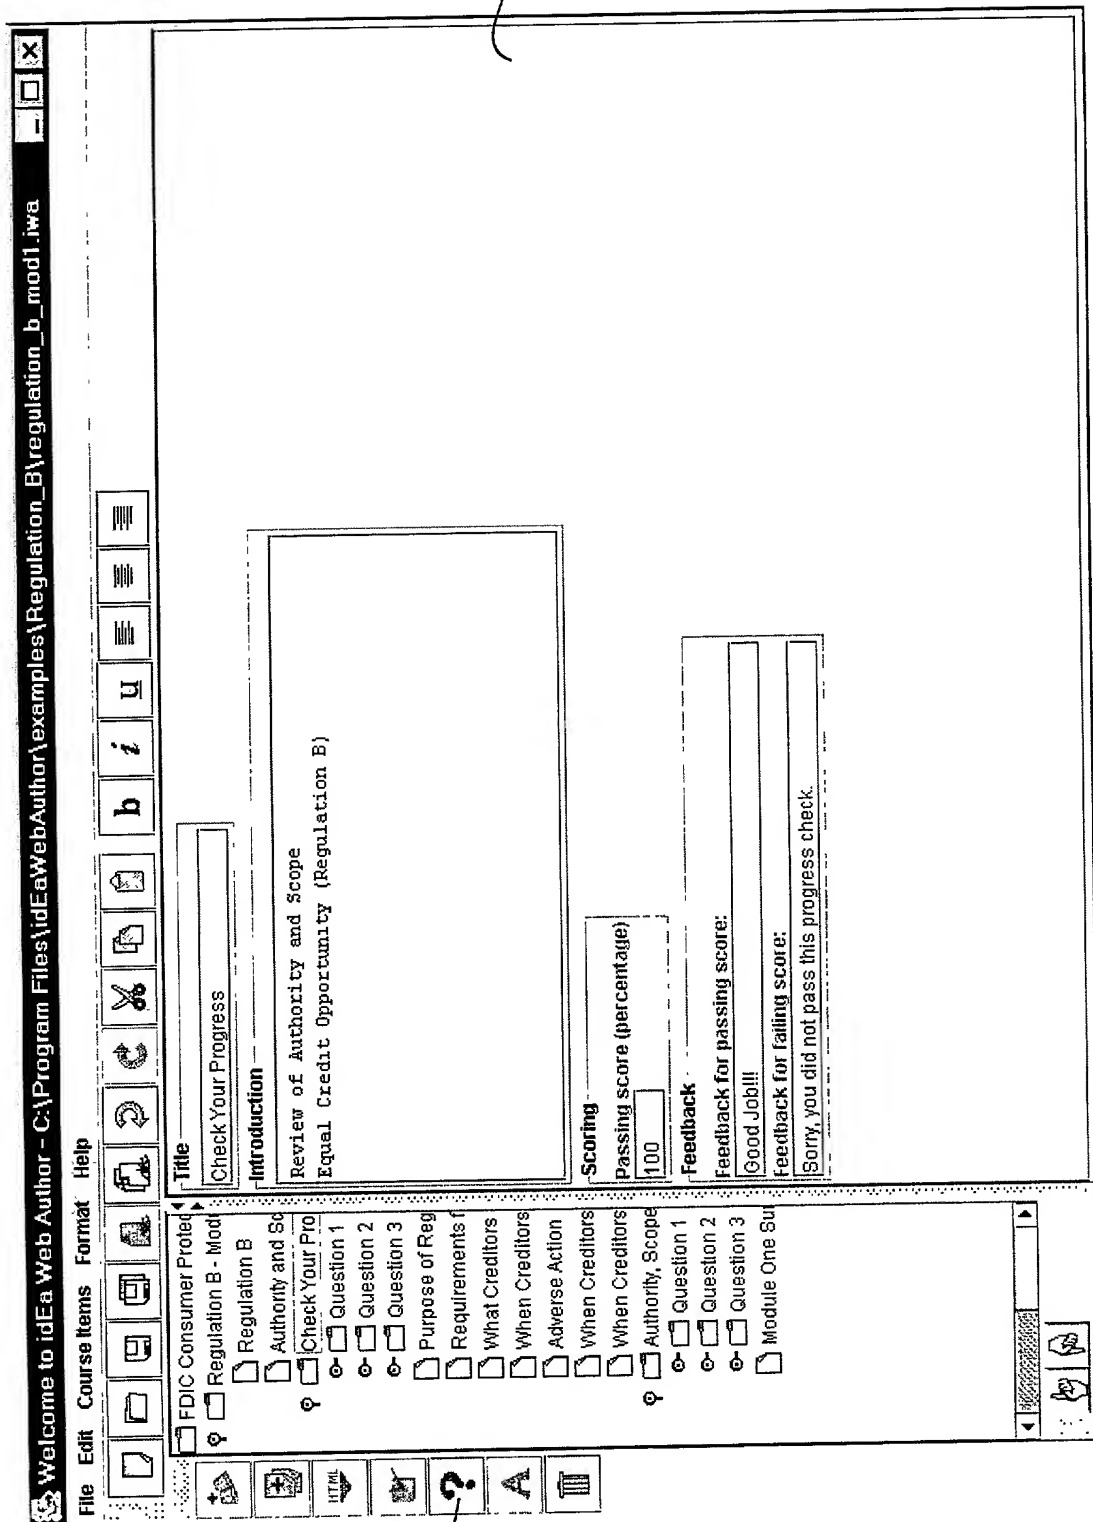 Welcome to idEa Web Author - C:\Program Files\idEaWebAuthor\examples\Regulation_B\regulation_b_mod1.iwa
File Edit Course Items Format Help
b i u
HTML
?
A
FDIC Consumer Protec
Regulation B - Modu
Regulation B
Authority and Sc
Check Your Pro
Question 1
Question 2
Question 3
Purpose of Reg
Requirements f
What Creditors
When Creditors
Adverse Action
When Creditors
When Creditors
Authority, Scope
Question 1
Question 2
Question 3
Module One Su
Title
Check Your Progress
Introduction
Review of Authority and Scope
Equal Credit Opportunity (Regulation B)
Scoring
Passing score (percentage)
100
Feedback
Feedback for passing score:
Good Job!!!
Feedback for failing score:
Sorry, you did not pass this progress check.